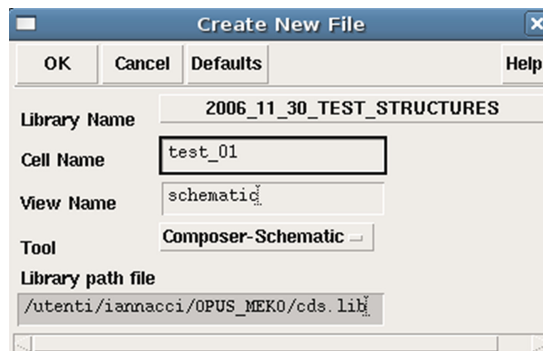 Create New File
OK Cancel Defaults Help
Library Name 2006_11_30_TEST_STRUCTURES
Cell Name test_01
View Name schematic
Tool Composer-Schematic
Library path file
/utenti/iannacci/OPUS_MEKO/cds.lib